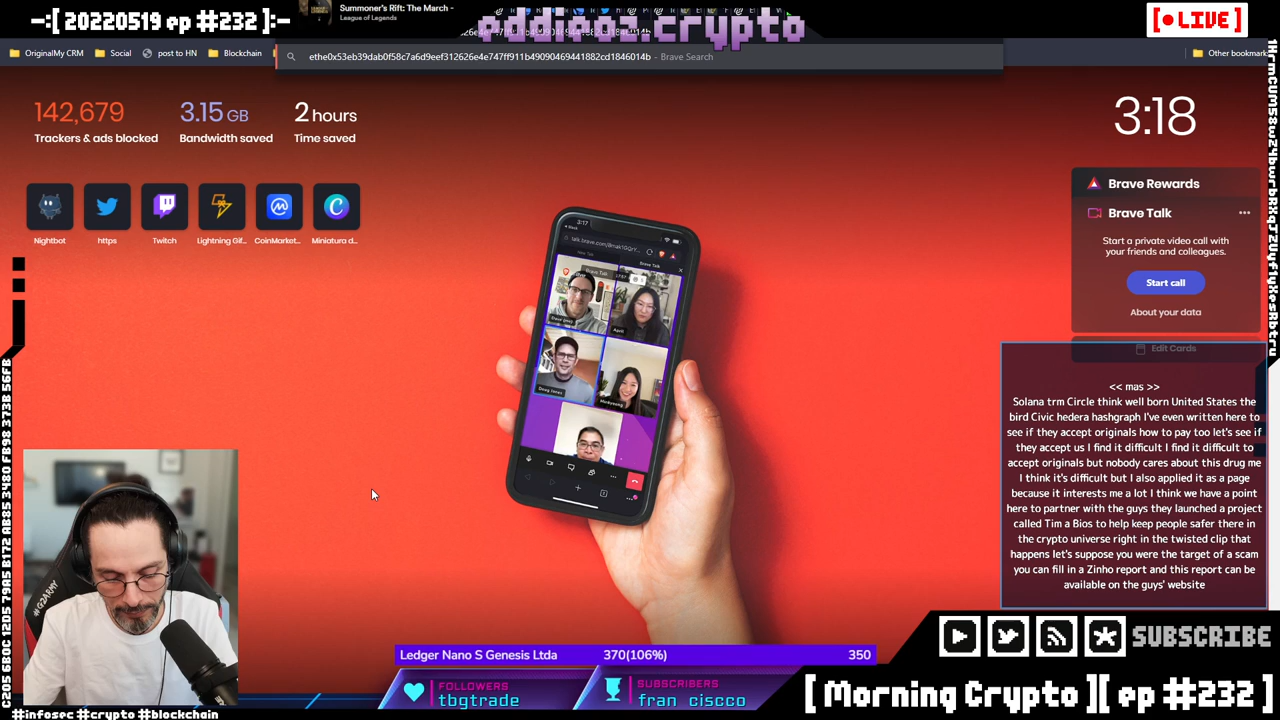 —:[ 20220519 ep #232 ]:—
Summoner's Rift: The March -
League of Legends
eddieoz crypto
[ ● LIVE ]
OriginalMy CRM
Social
post to HN
Blockchain
Other bookmark
ethe0x53eb39dab0f58c7a6d9eef312626e4e747ff911b49090469441882cd1846014b - Brave Search
142,679
Trackers & ads blocked
3.15 GB
Bandwidth saved
2 hours
Time saved
3:18
Nightbot
https
Twitch
Lightning Gif...
CoinMarket...
Miniatura d...
Brave Rewards
Brave Talk
Start a private video call with
your friends and colleagues.
Start call
About your data
Edit Cards
3:17
Brave Talk
<< mas >>
Solana trm Circle think well born United States the
bird Civic hedera hashgraph I've even written here to
see if they accept originals how to pay too let's see if
they accept us I find it difficult I find it difficult to
accept originals but nobody cares about this drug me
I think it's difficult but I also applied it as a page
because it interests me a lot I think we have a point
here to partner with the guys they launched a project
called Tim a Bios to help keep people safer there in
the crypto universe right in the twisted clip that
happens let's suppose you were the target of a scam
you can fill in a Zinho report and this report can be
available on the guys' website
#GZARNY
Ledger Nano S Genesis Ltda 370(106%) 350
FOLLOWERS
tbgtrade
SUBSCRIBERS
fran_ciscco
SUBSCRIBE
[ Morning Crypto ][ ep #232 ]
#infosec #crypto #blockchain